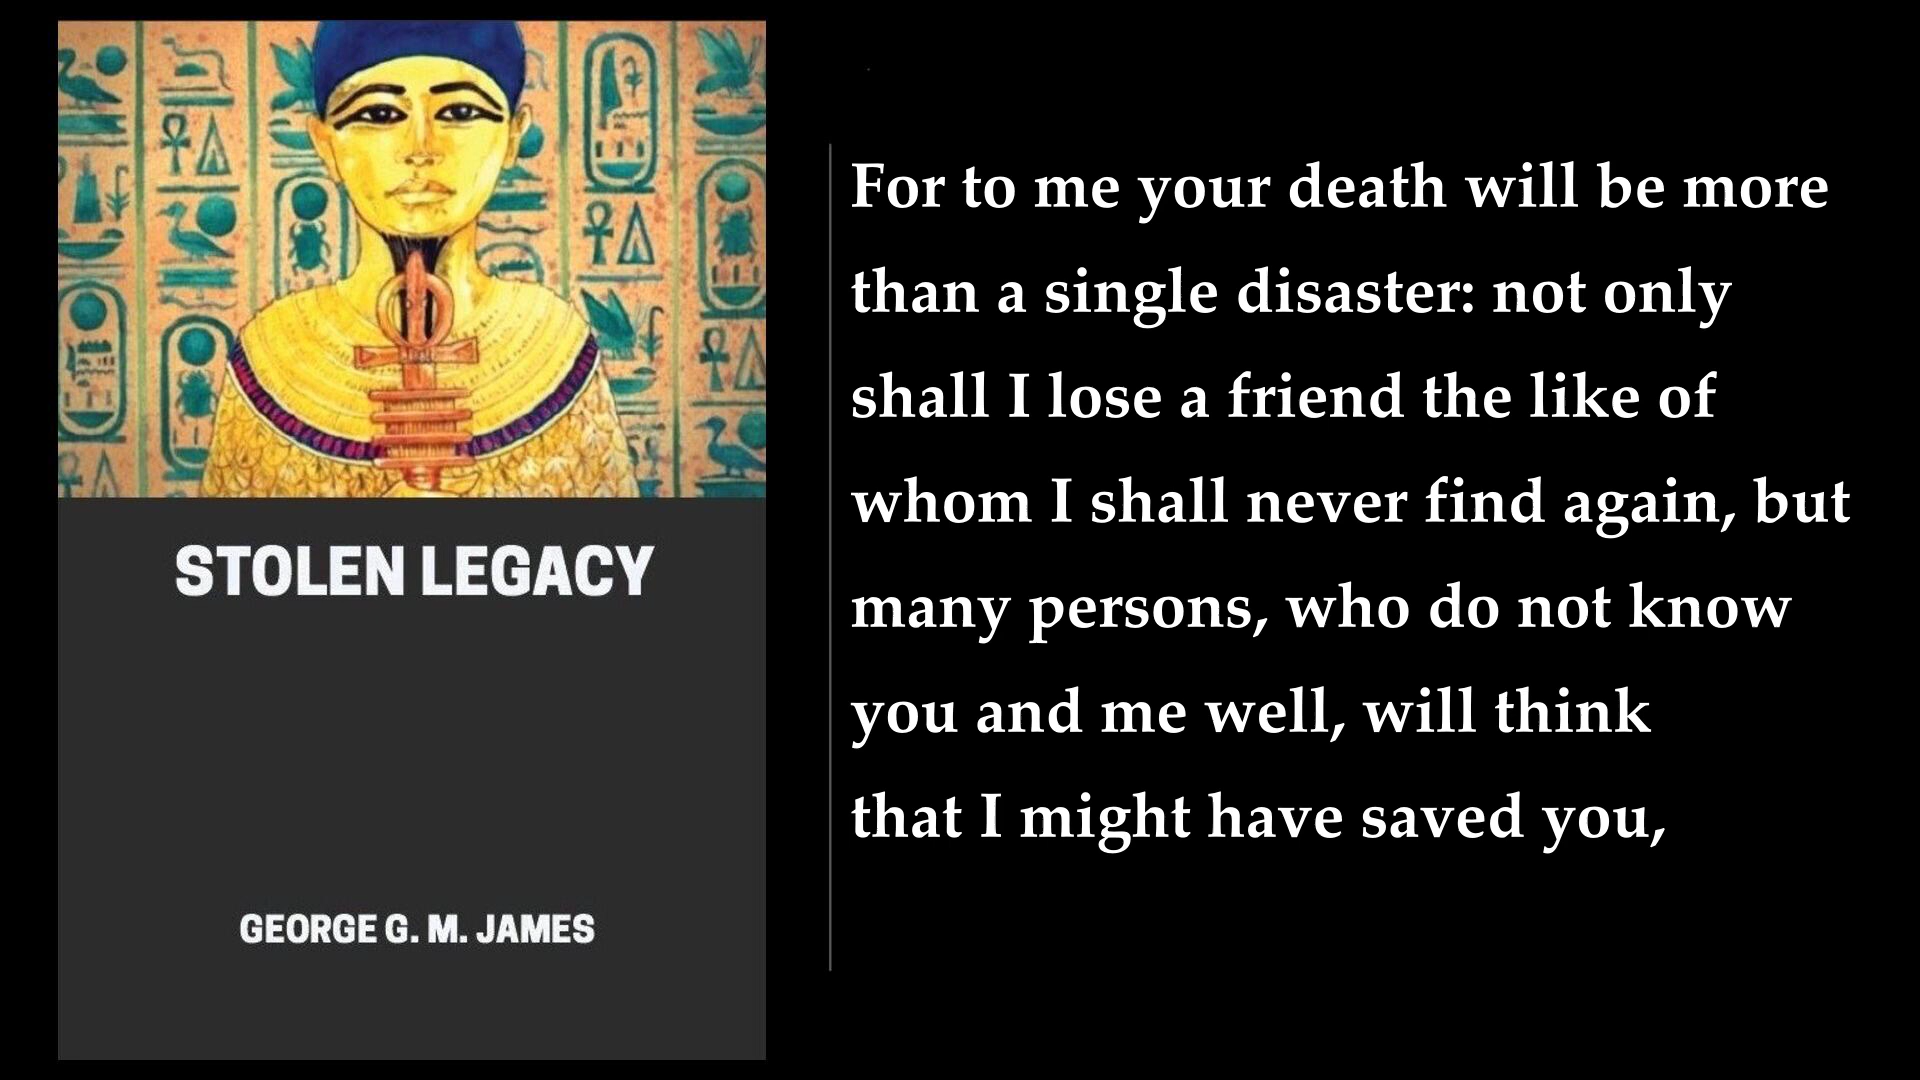 STOLEN LEGACY
GEORGE G. M. JAMES
For to me your death will be more
than a single disaster: not only
shall I lose a friend the like of
whom I shall never find again, but
many persons, who do not know
you and me well, will think
that I might have saved you,